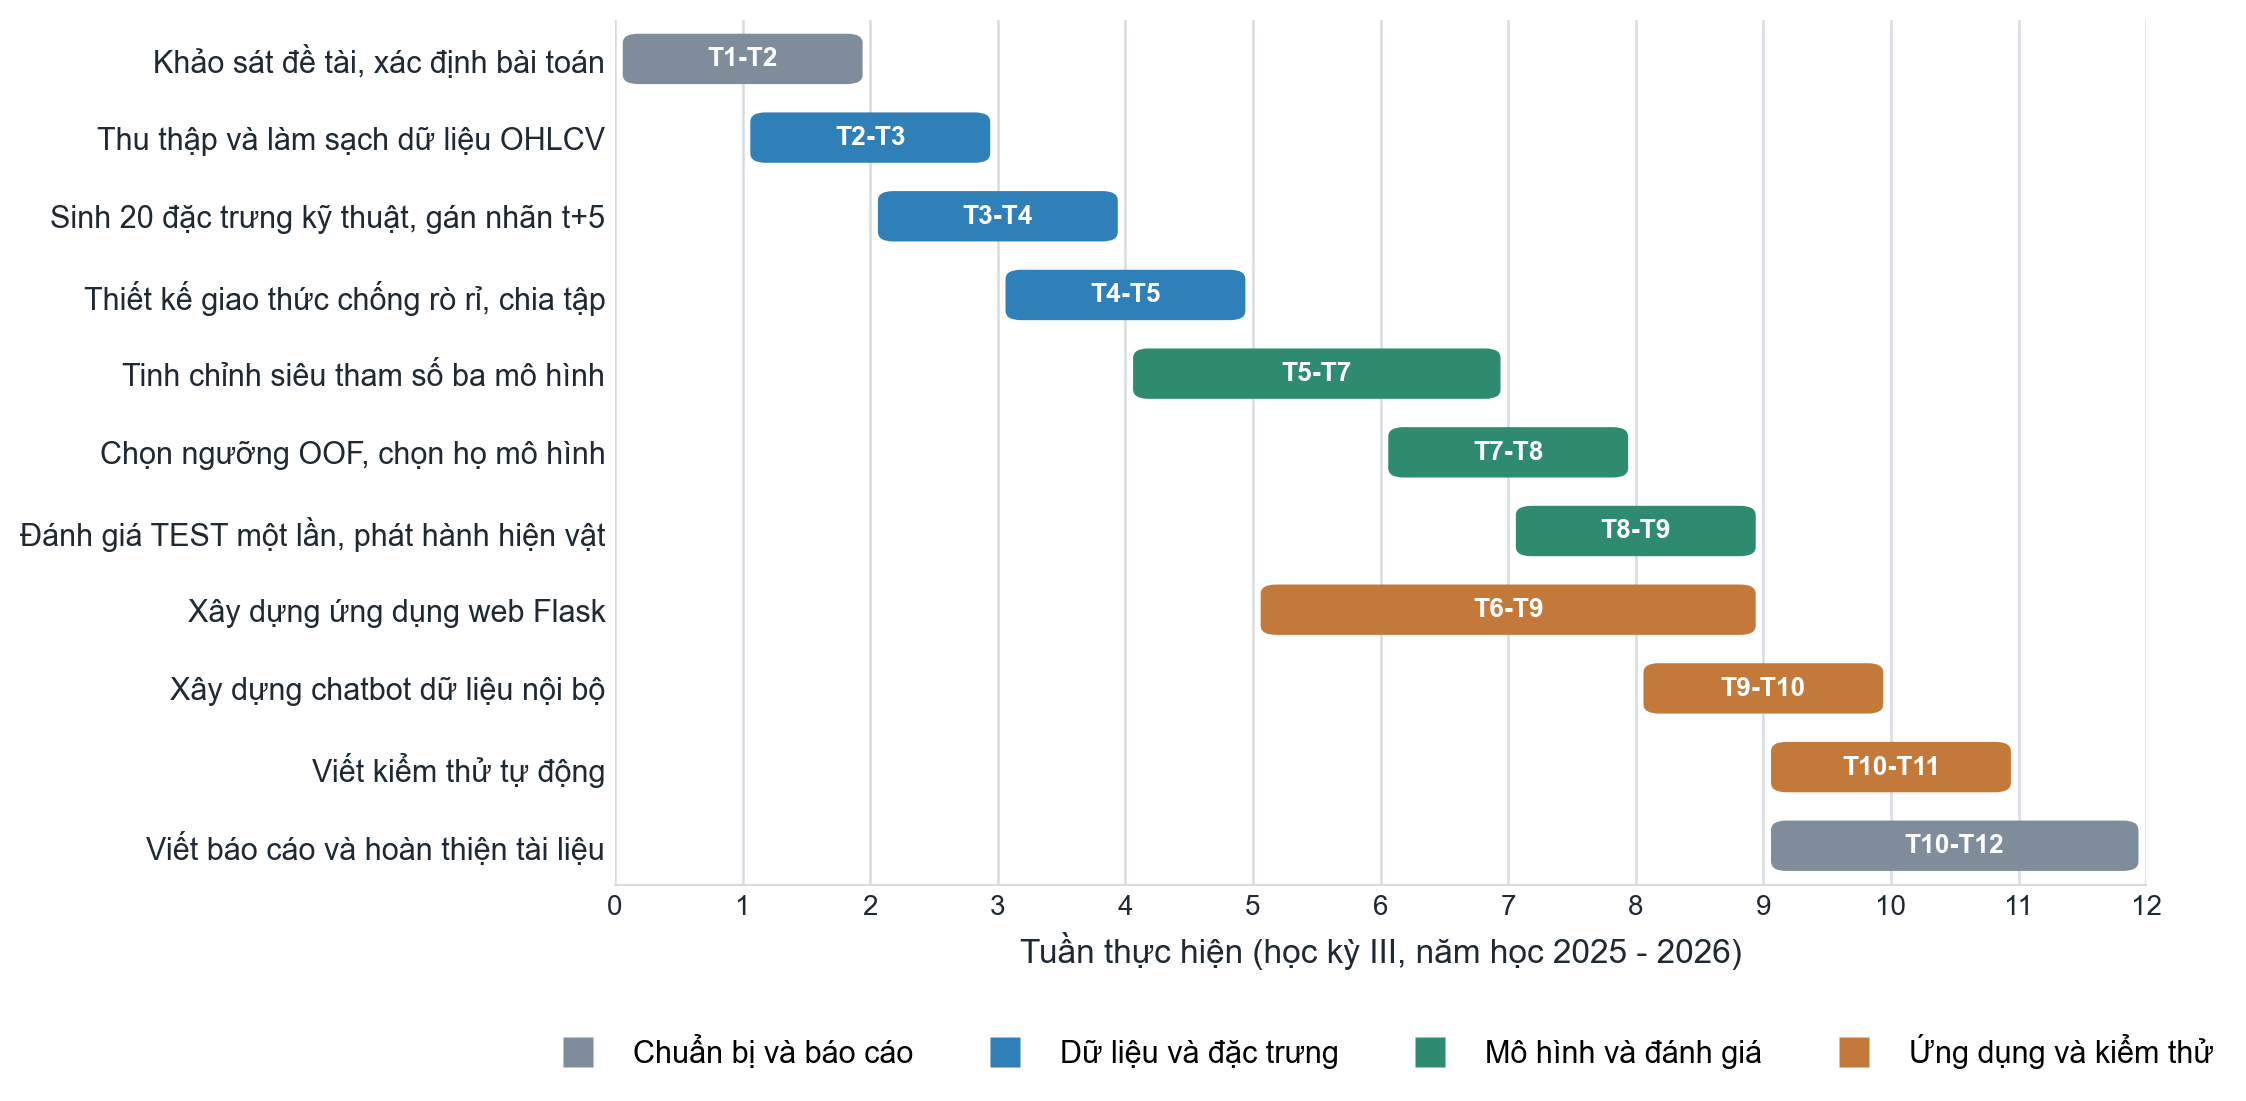 Khảo sát đề tài, xác định bài toán
T1-T2
Thu thập và làm sạch dữ liệu OHLCV
T2-T3
Sinh 20 đặc trưng kỹ thuật, gán nhãn t+5
T3-T4
Thiết kế giao thức chống rò rỉ, chia tập
T4-T5
Tinh chỉnh siêu tham số ba mô hình
T5-T7
Chọn ngưỡng OOF, chọn họ mô hình
T7-T8
Đánh giá TEST một lần, phát hành hiện vật
T8-T9
Xây dựng ứng dụng web Flask
T6-T9
Xây dựng chatbot dữ liệu nội bộ
T9-T10
Viết kiểm thử tự động
T10-T11
Viết báo cáo và hoàn thiện tài liệu
T10-T12
0 1 2 3 4 5 6 7 8 9 10 11 12
Tuần thực hiện (học kỳ III, năm học 2025 - 2026)
Chuẩn bị và báo cáo
Dữ liệu và đặc trưng
Mô hình và đánh giá
Ứng dụng và kiểm thử